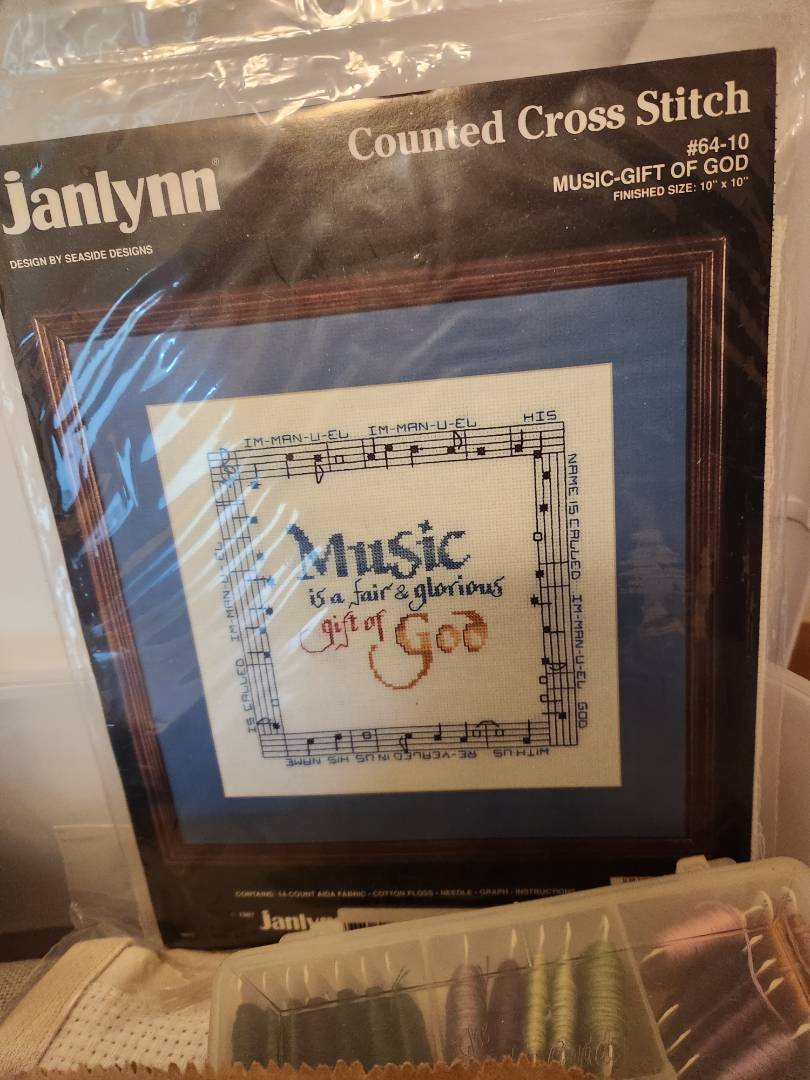 Counted Cross Stitch
#64-10
MUSIC-GIFT OF GOD
FINISHED SIZE: 10" x 10"
janlynn®
DESIGN BY SEASIDE DESIGNS
IM-MAN-U-EL IM-MAN-U-EL HIS
NAME IS CALLED IM-MAN-U-EL GOD
WITH US RE-VEALED IN US HIS NAME
IS CALLED IM-MAN-U-EL
Music
is a fair & glorious
gift of God
CONTAINS: 14-COUNT AIDA FABRIC - COTTON FLOSS - NEEDLE - GRAPH - INSTRUCTIONS
© 1987 Janlynn